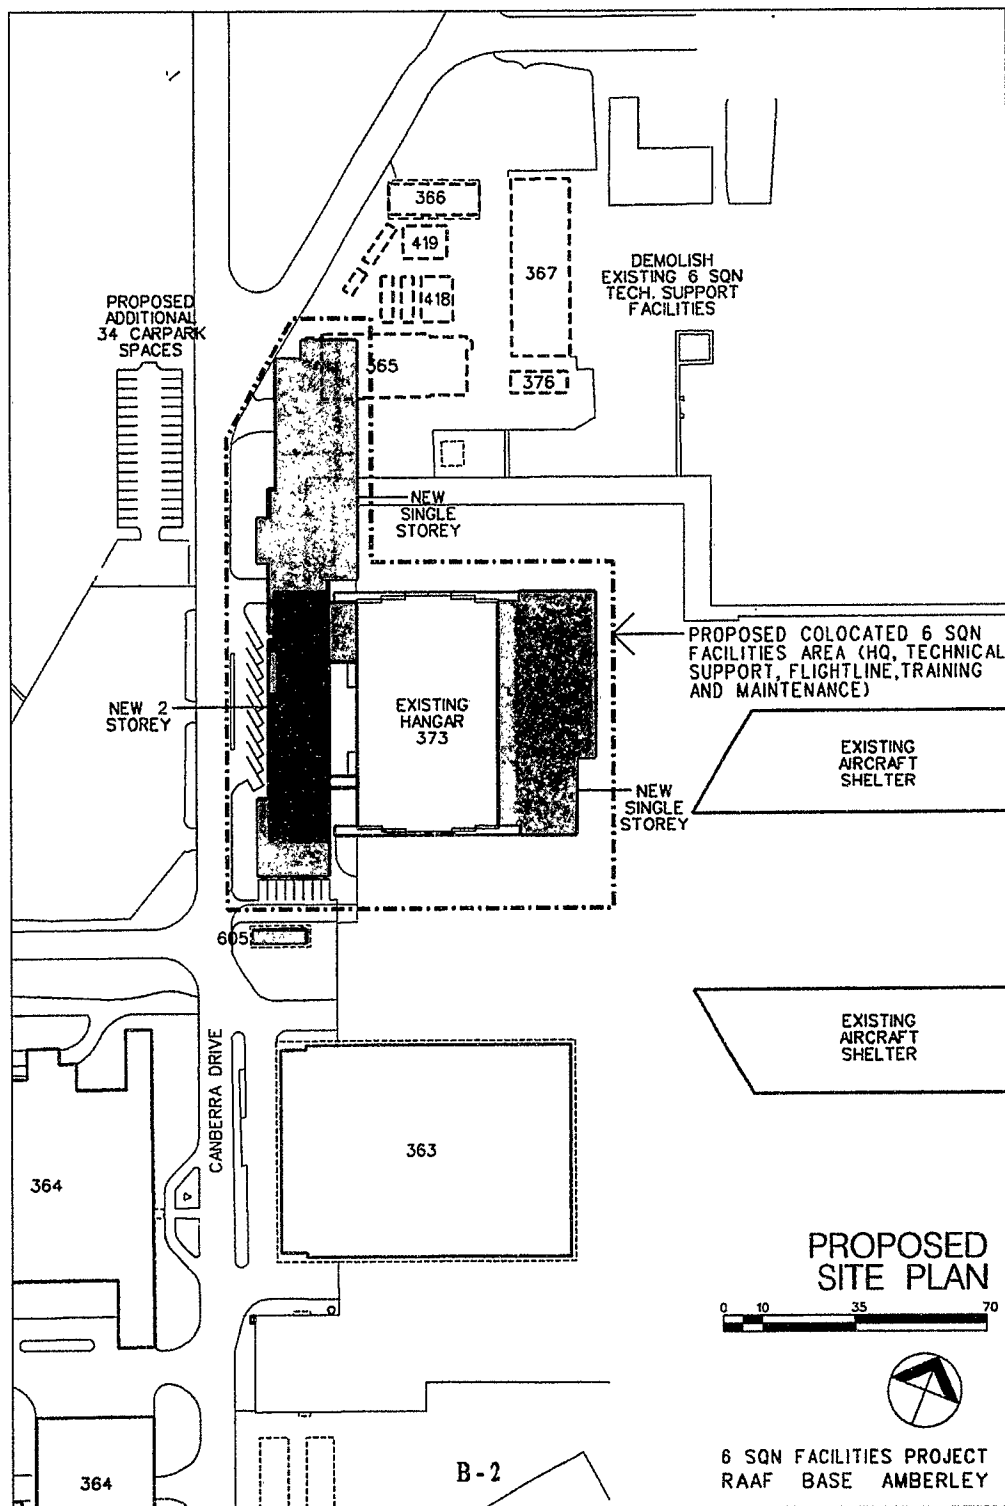 366
419
367
418
DEMOLISH
EXISTING 6 SQN
TECH. SUPPORT
FACILITIES
PROPOSED
ADDITIONAL
34 CARPARK
SPACES
365
376
NEW
SINGLE
STOREY
PROPOSED COLOCATED 6 SQN
FACILITIES AREA (HQ, TECHNICAL
SUPPORT, FLIGHTLINE, TRAINING
AND MAINTENANCE)
NEW 2
STOREY
EXISTING
HANGAR
373
EXISTING
AIRCRAFT
SHELTER
NEW
SINGLE
STOREY
605
CANBERRA DRIVE
EXISTING
AIRCRAFT
SHELTER
363
364
PROPOSED
SITE PLAN
0 10 35 70
364
B-2
6 SQN FACILITIES PROJECT
RAAF BASE AMBERLEY